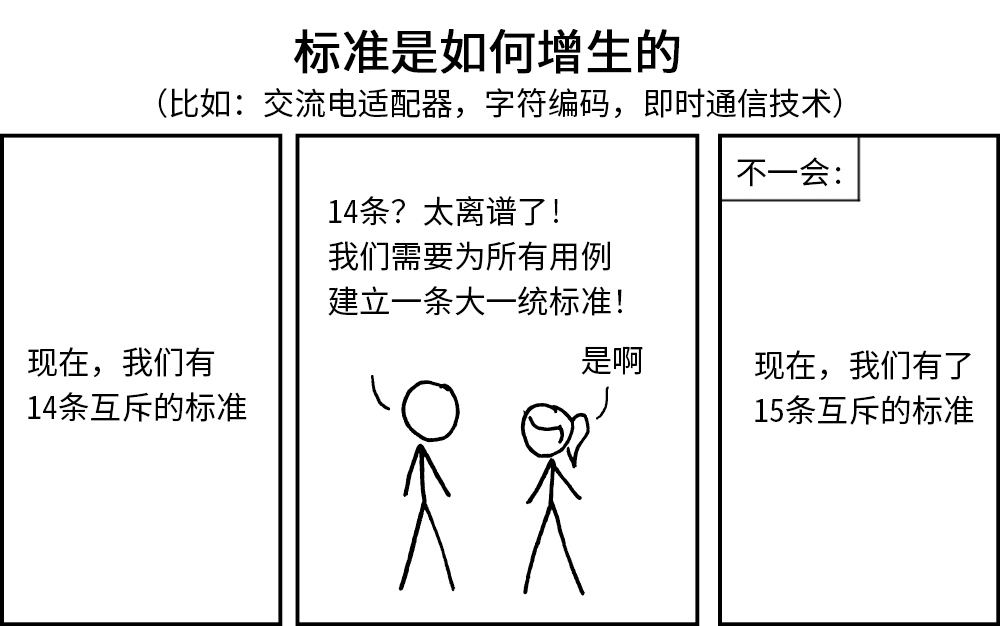 标准是如何增生的
（比如：交流电适配器，字符编码，即时通信技术）
现在，我们有
14条互斥的标准
14条？太离谱了！
我们需要为所有用例
建立一条大一统标准！
是啊
不一会：
现在，我们有了
15条互斥的标准